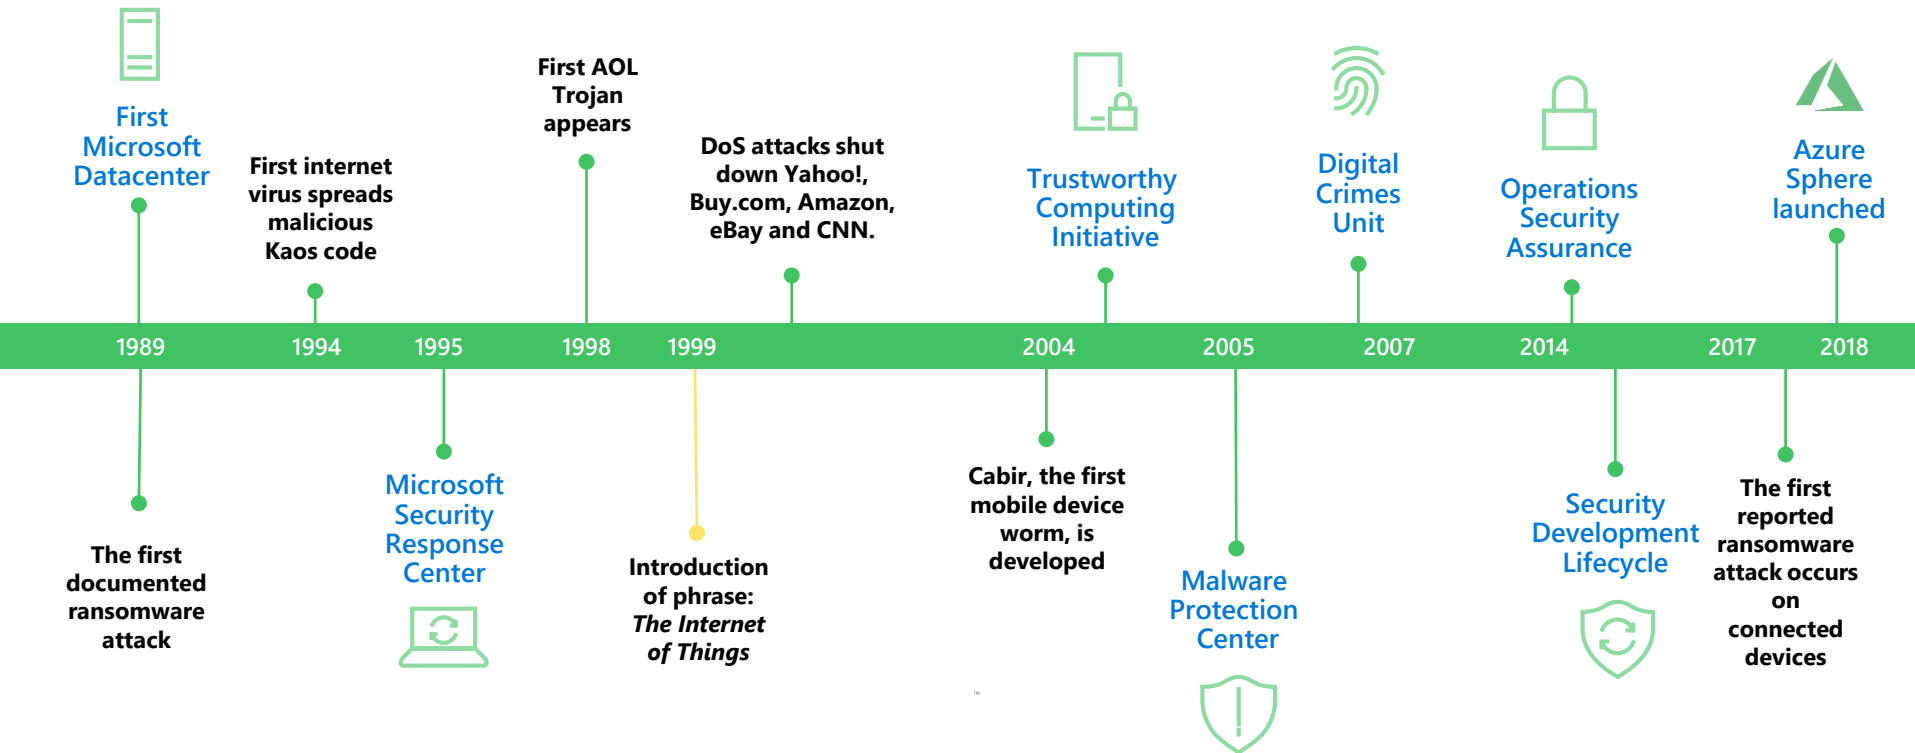 First
Microsoft
Datacenter
First internet
virus spreads
malicious
Kaos code
First AOL
Trojan
appears
DoS attacks shut
down Yahoo!,
Buy.com, Amazon,
eBay and CNN.
Trustworthy
Computing
Initiative
Digital
Crimes
Unit
Operations
Security
Assurance
Azure
Sphere
launched
1989 1994 1995 1998 1999 2004 2005 2007 2014 2017 2018
The first
documented
ransomware
attack
Microsoft
Security
Response
Center
Introduction
of phrase:
The Internet
of Things
Cabir, the first
mobile device
worm, is
developed
Malware
Protection
Center
Security
Development
Lifecycle
The first
reported
ransomware
attack occurs
on
connected
devices
™